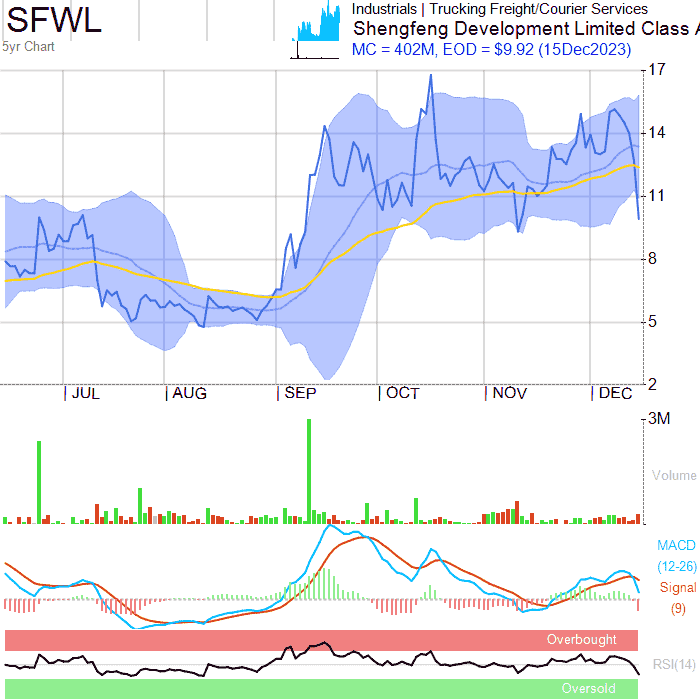 SFWL
5yr Chart
Industrials | Trucking Freight/Courier Services
Shengfeng Development Limited Class A
MC = 402M, EOD = $9.92 (15Dec2023)
17
14
11
8
5
2
JUL AUG SEP OCT NOV DEC
3M
Volume
MACD
(12-26)
Signal
(9)
Overbought
RSI(14)
Oversold